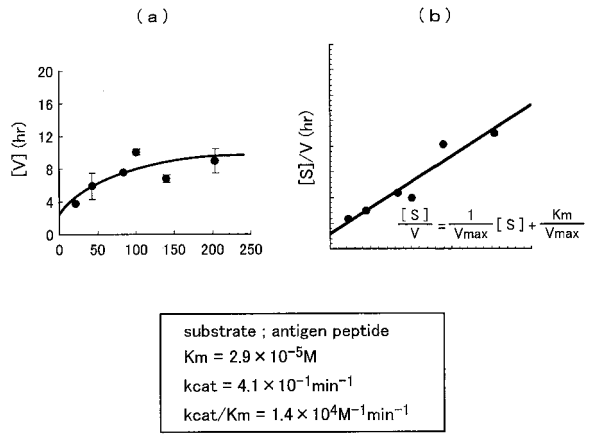 (a)
(b)
[V] (hr)
20
16
12
8
4
0
0 50 100 150 200 250
[S]/V (hr)
[S]/V = 1/Vmax [S] + Km/Vmax
substrate ; antigen peptide
Km = 2.9 × 10⁻⁵M
kcat = 4.1 × 10⁻¹min⁻¹
kcat/Km = 1.4 × 10⁴M⁻¹min⁻¹